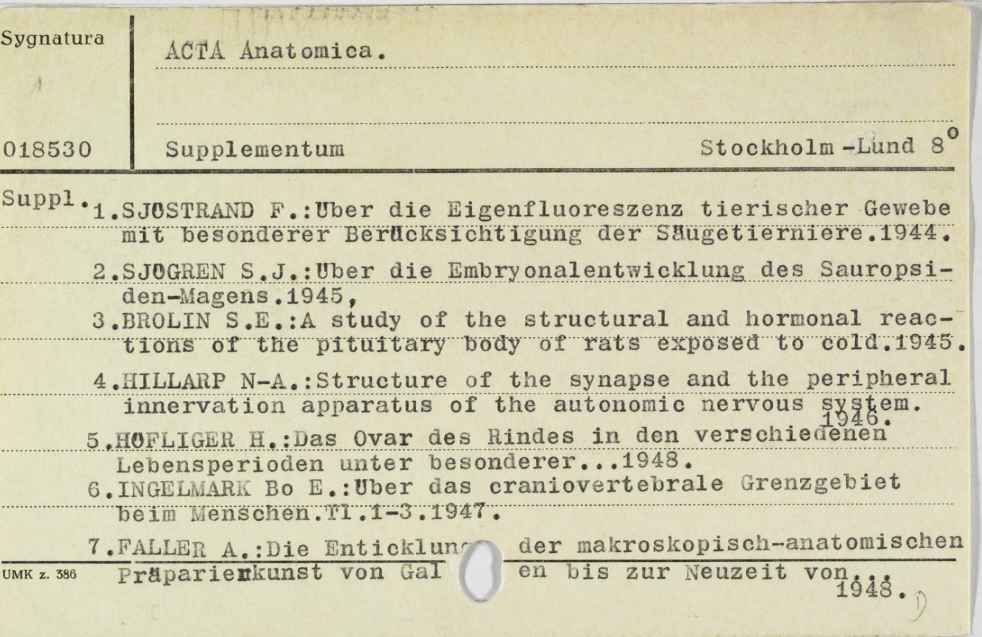 Sygnatura
ACTA Anatomica.
018530 Supplementum Stockholm-Lund 8°
Suppl.1.SJÖSTRAND F.:Über die Eigenfluoreszenz tierischer Gewebe
mit besonderer Berücksichtigung der Säugetierniere.1944.
2.SJÖGREN S.J.:Über die Embryonalentwicklung des Sauropsi-
den-Magens.1945,
3.BROLIN S.E.:A study of the structural and hormonal reac-
tions of the pituitary body of rats exposed to cold.1945.
4.HILLARP N-A.:Structure of the synapse and the peripheral
innervation apparatus of the autonomic nervous system.
1946.
5.HÖFLIGER H.:Das Ovar des Rindes in den verschiedenen
Lebensperioden unter besonderer...1948.
6.INGELMARK Bo E.:Über das craniovertebrale Grenzgebiet
beim Menschen.TI.1-3.1947.
7.FALLER A.:Die Enticklung der makroskopisch-anatomischen
UMK z. 386 Präparierkunst von Gal en bis zur Neuzeit von...
1948.